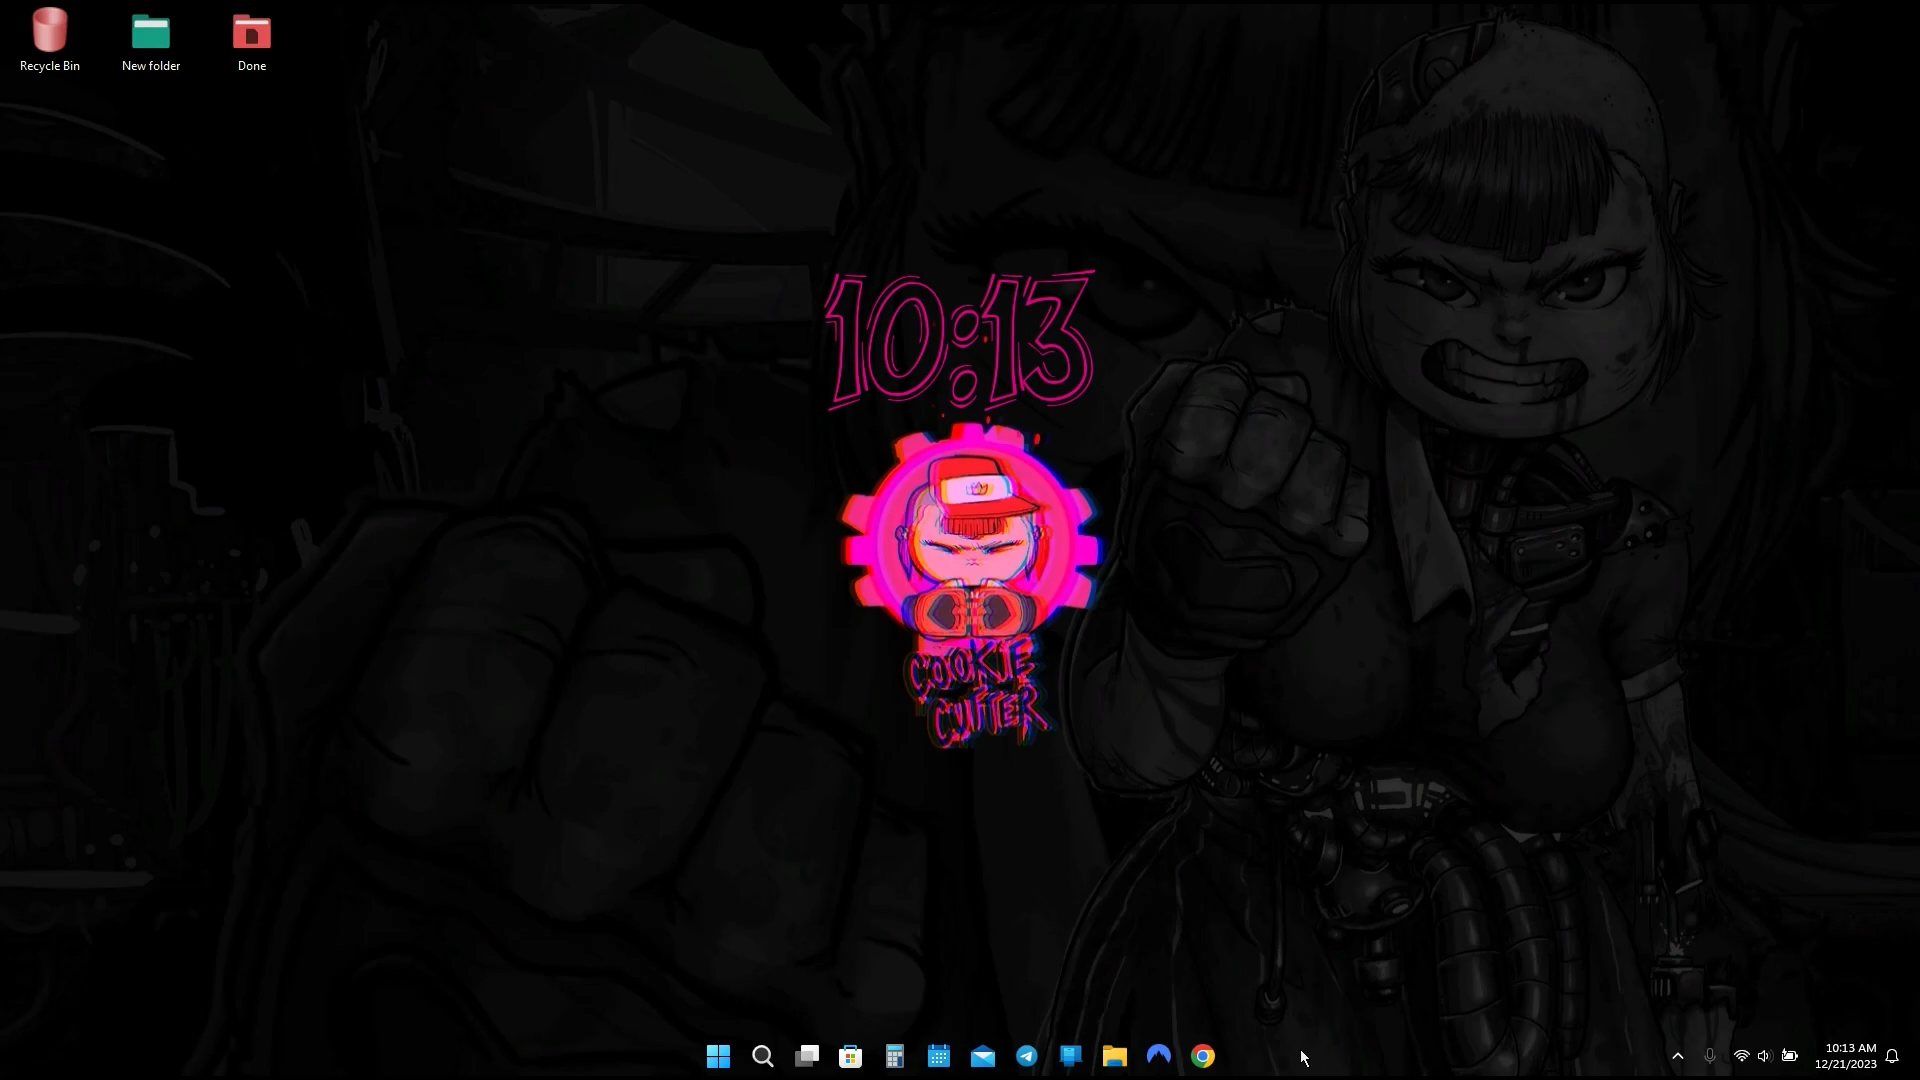 Recycle Bin
New folder
Done
10:13
COOKIE
CUTTER
10:13 AM
12/21/2023